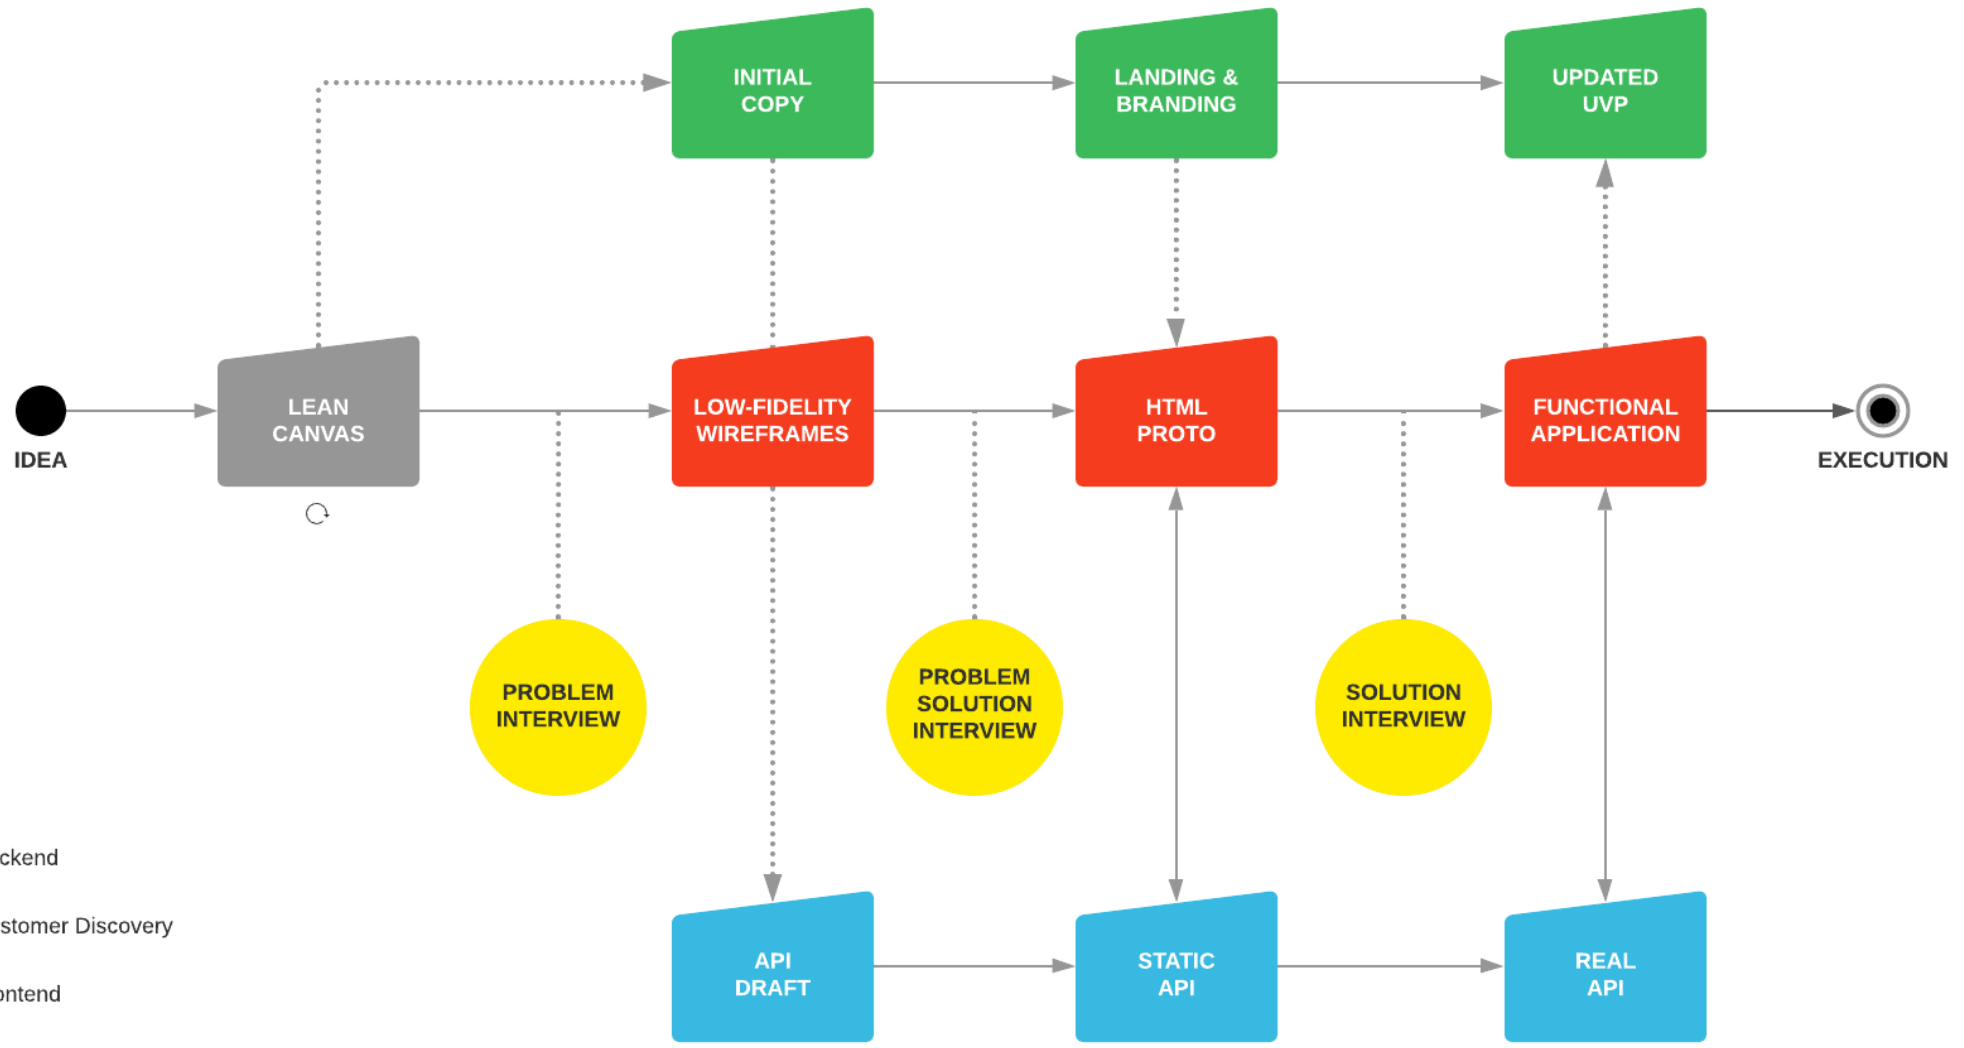 INITIAL
COPY
LANDING &
BRANDING
UPDATED
UVP
IDEA
LEAN
CANVAS
LOW-FIDELITY
WIREFRAMES
HTML
PROTO
FUNCTIONAL
APPLICATION
EXECUTION
PROBLEM
INTERVIEW
PROBLEM
SOLUTION
INTERVIEW
SOLUTION
INTERVIEW
ckend
stomer Discovery
ontend
API
DRAFT
STATIC
API
REAL
API